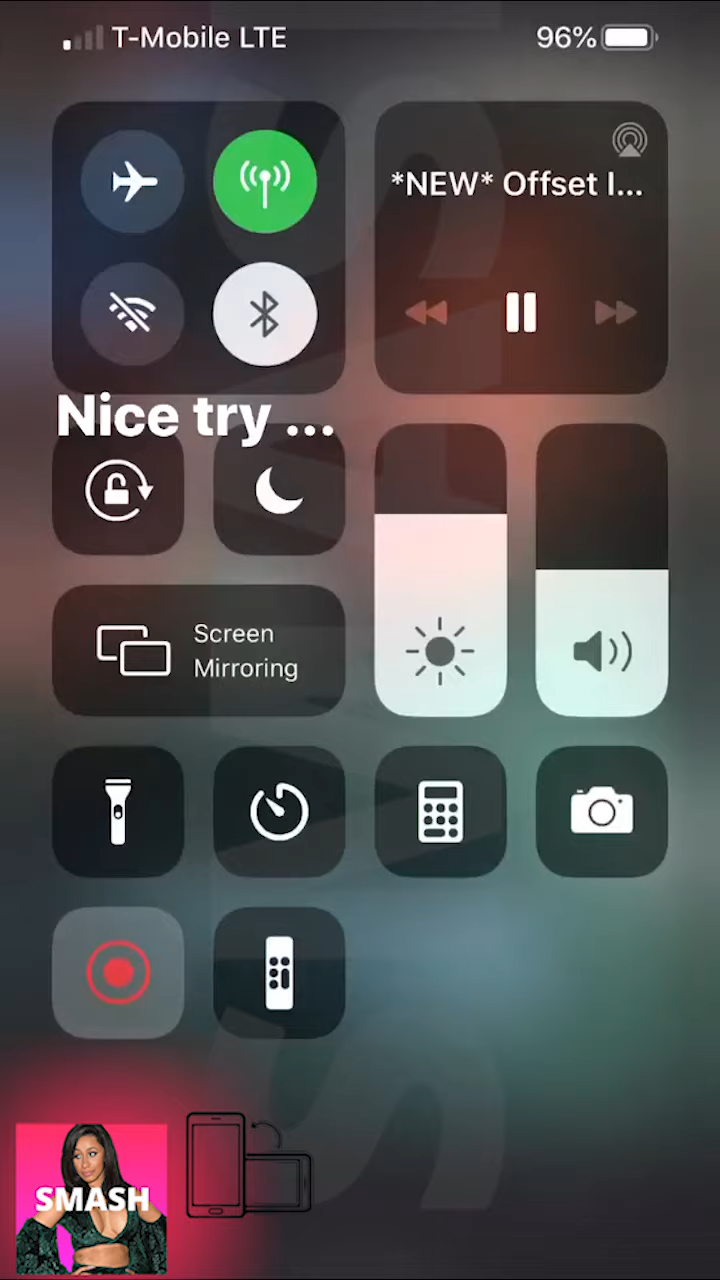 T-Mobile LTE
96%
*NEW* Offset I...
Nice try ...
Screen
Mirroring
SMASH